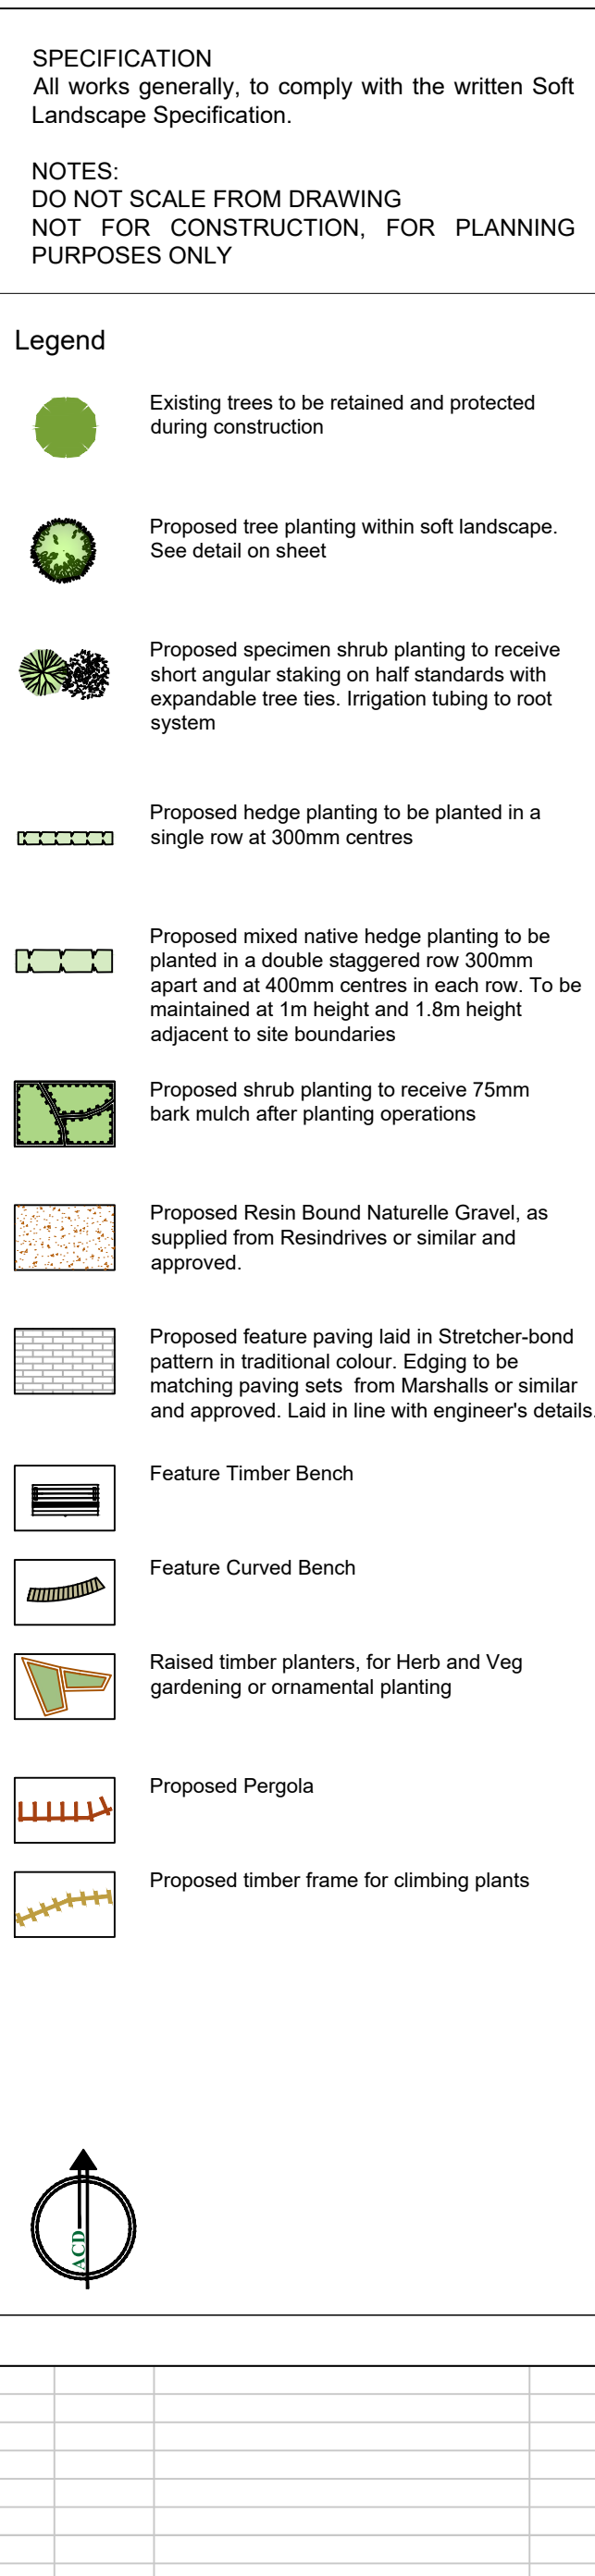 SPECIFICATION
All works generally, to comply with the written Soft
Landscape Specification.
NOTES:
DO NOT SCALE FROM DRAWING
NOT FOR CONSTRUCTION, FOR PLANNING
PURPOSES ONLY
Legend
Existing trees to be retained and protected
during construction
Proposed tree planting within soft landscape.
See detail on sheet
Proposed specimen shrub planting to receive
short angular staking on half standards with
expandable tree ties. Irrigation tubing to root
system
Proposed hedge planting to be planted in a
single row at 300mm centres
Proposed mixed native hedge planting to be
planted in a double staggered row 300mm
apart and at 400mm centres in each row. To be
maintained at 1m height and 1.8m height
adjacent to site boundaries
Proposed shrub planting to receive 75mm
bark mulch after planting operations
Proposed Resin Bound Naturelle Gravel, as
supplied from Resindrives or similar and
approved.
Proposed feature paving laid in Stretcher-bond
pattern in traditional colour. Edging to be
matching paving sets from Marshalls or similar
and approved. Laid in line with engineer's details.
Feature Timber Bench
Feature Curved Bench
Raised timber planters, for Herb and Veg
gardening or ornamental planting
Proposed Pergola
Proposed timber frame for climbing plants
ACD